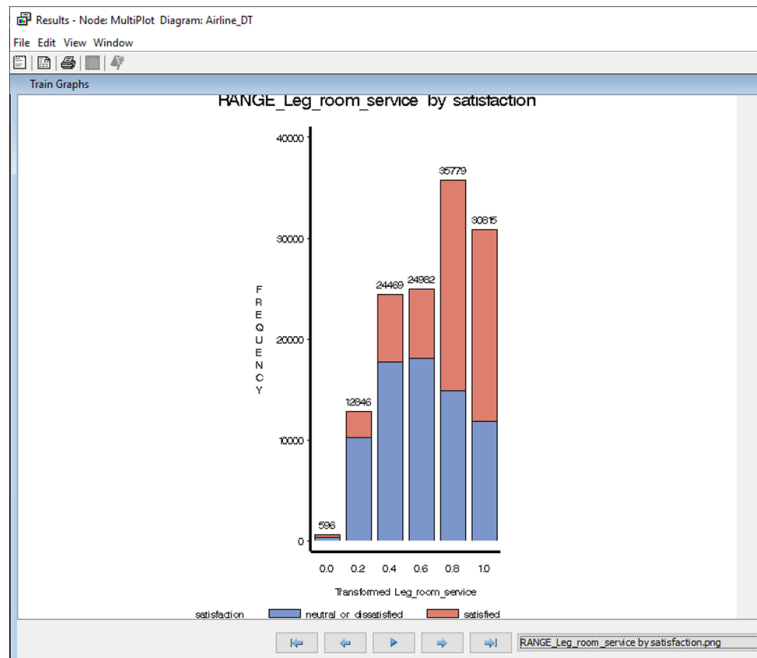 Results - Node: MultiPlot Diagram: Airline_DT
File Edit View Window
Train Graphs
RANGE_Leg_room_service by satisfaction
40000
35779
30815
30000
24469 24982
FREQUENCY
20000
12846
10000
596
0
0.0 0.2 0.4 0.6 0.8 1.0
Transformed Leg_room_service
satisfaction neutral or dissatisfied satisfied
RANGE_Leg_room_service by satisfaction.png